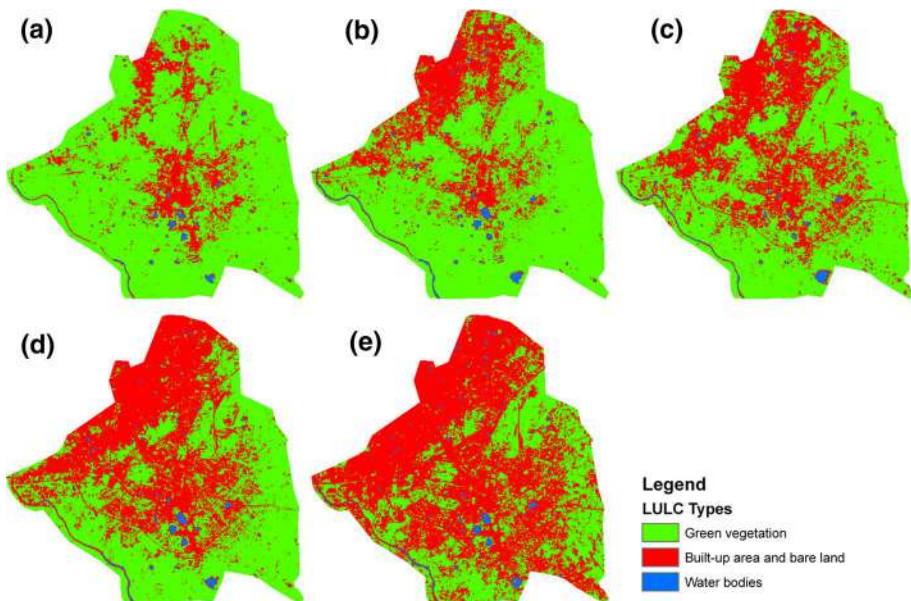 (a)
(b)
(c)
(d)
(e)
Legend
LULC Types
Green vegetation
Built-up area and bare land
Water bodies